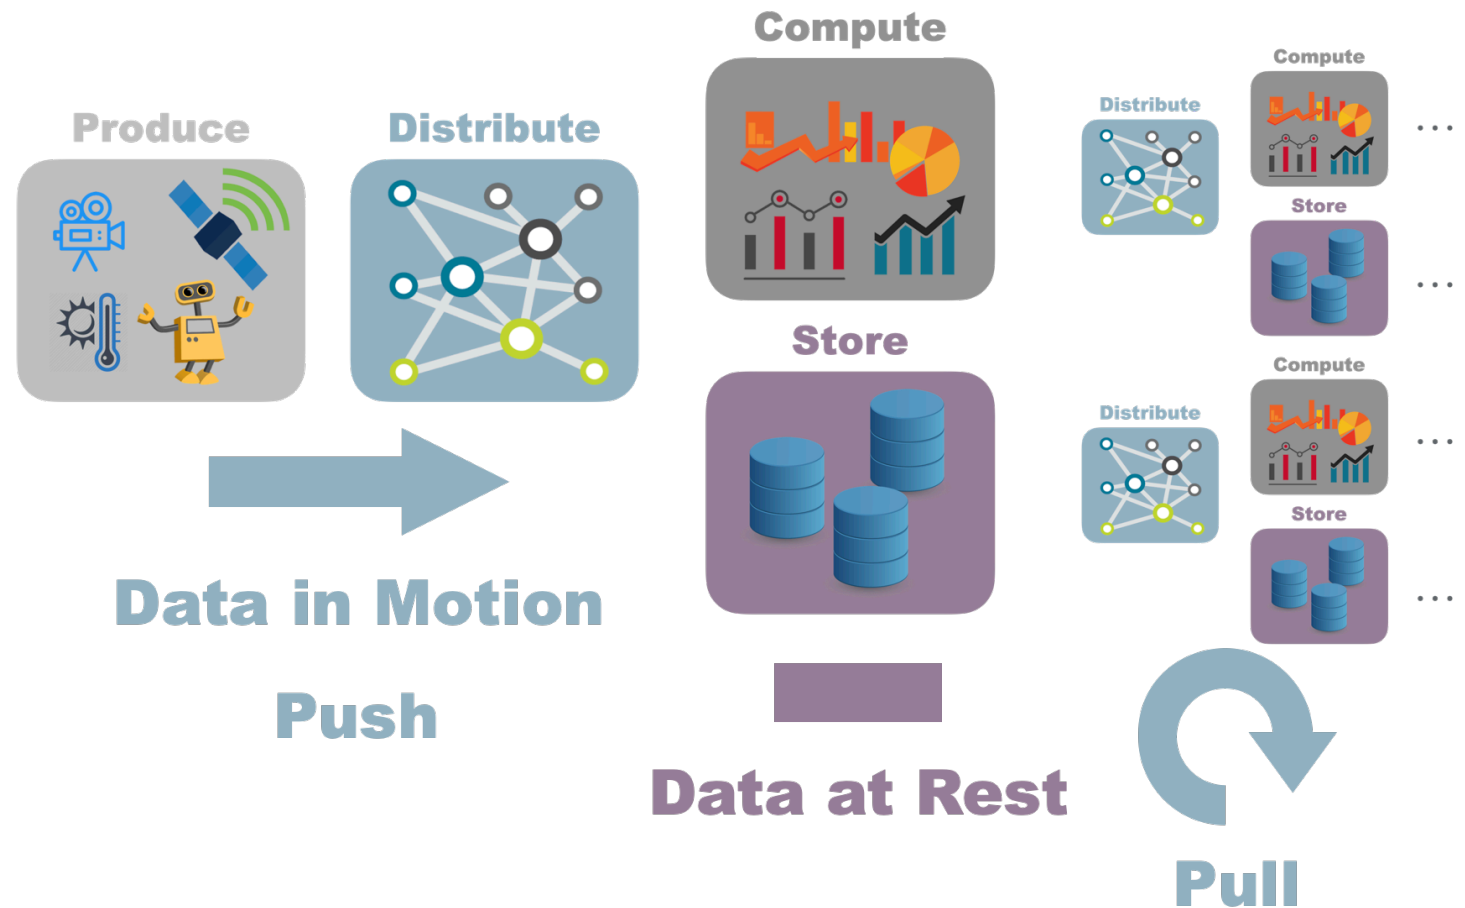 Produce
Distribute
Compute
Store
Distribute
Compute
...
Store
...
Distribute
Compute
...
Store
...
Data in Motion
Push
Data at Rest
Pull